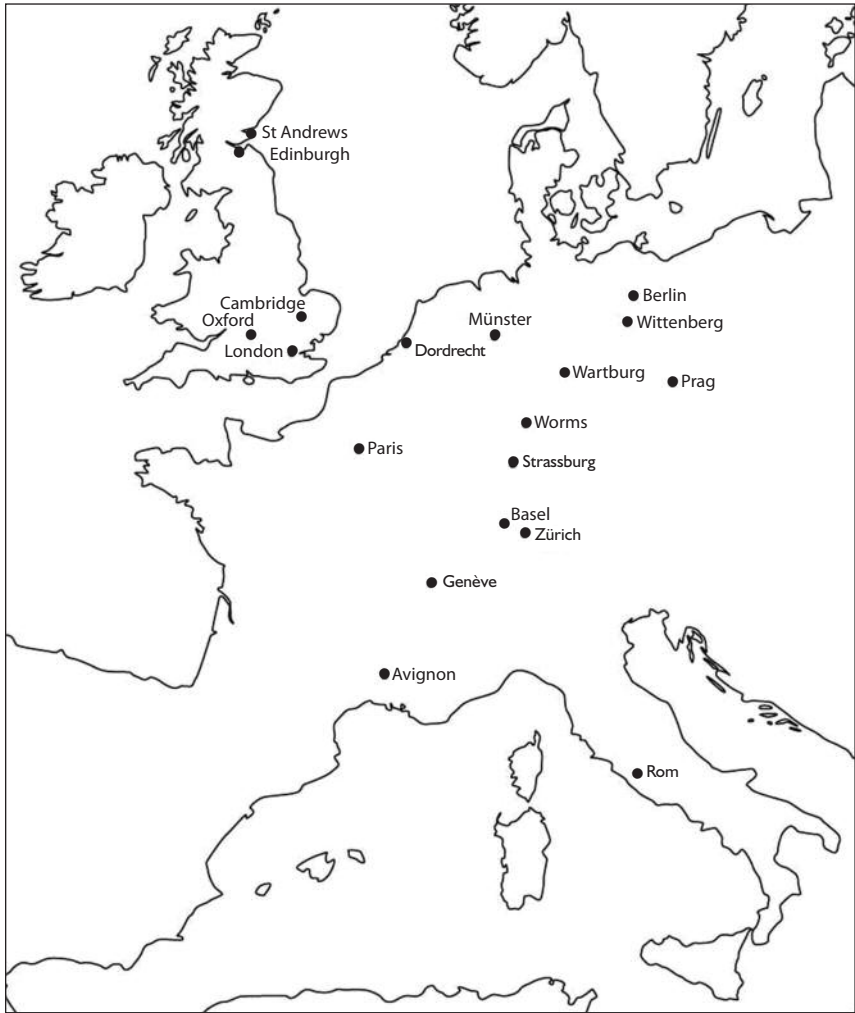 St Andrews
Edinburgh
Cambridge
Oxford
London
Berlin
Münster
Wittenberg
Dordrecht
Wartburg
Prag
Worms
Paris
Strassburg
Basel
Zürich
Genève
Avignon
Rom